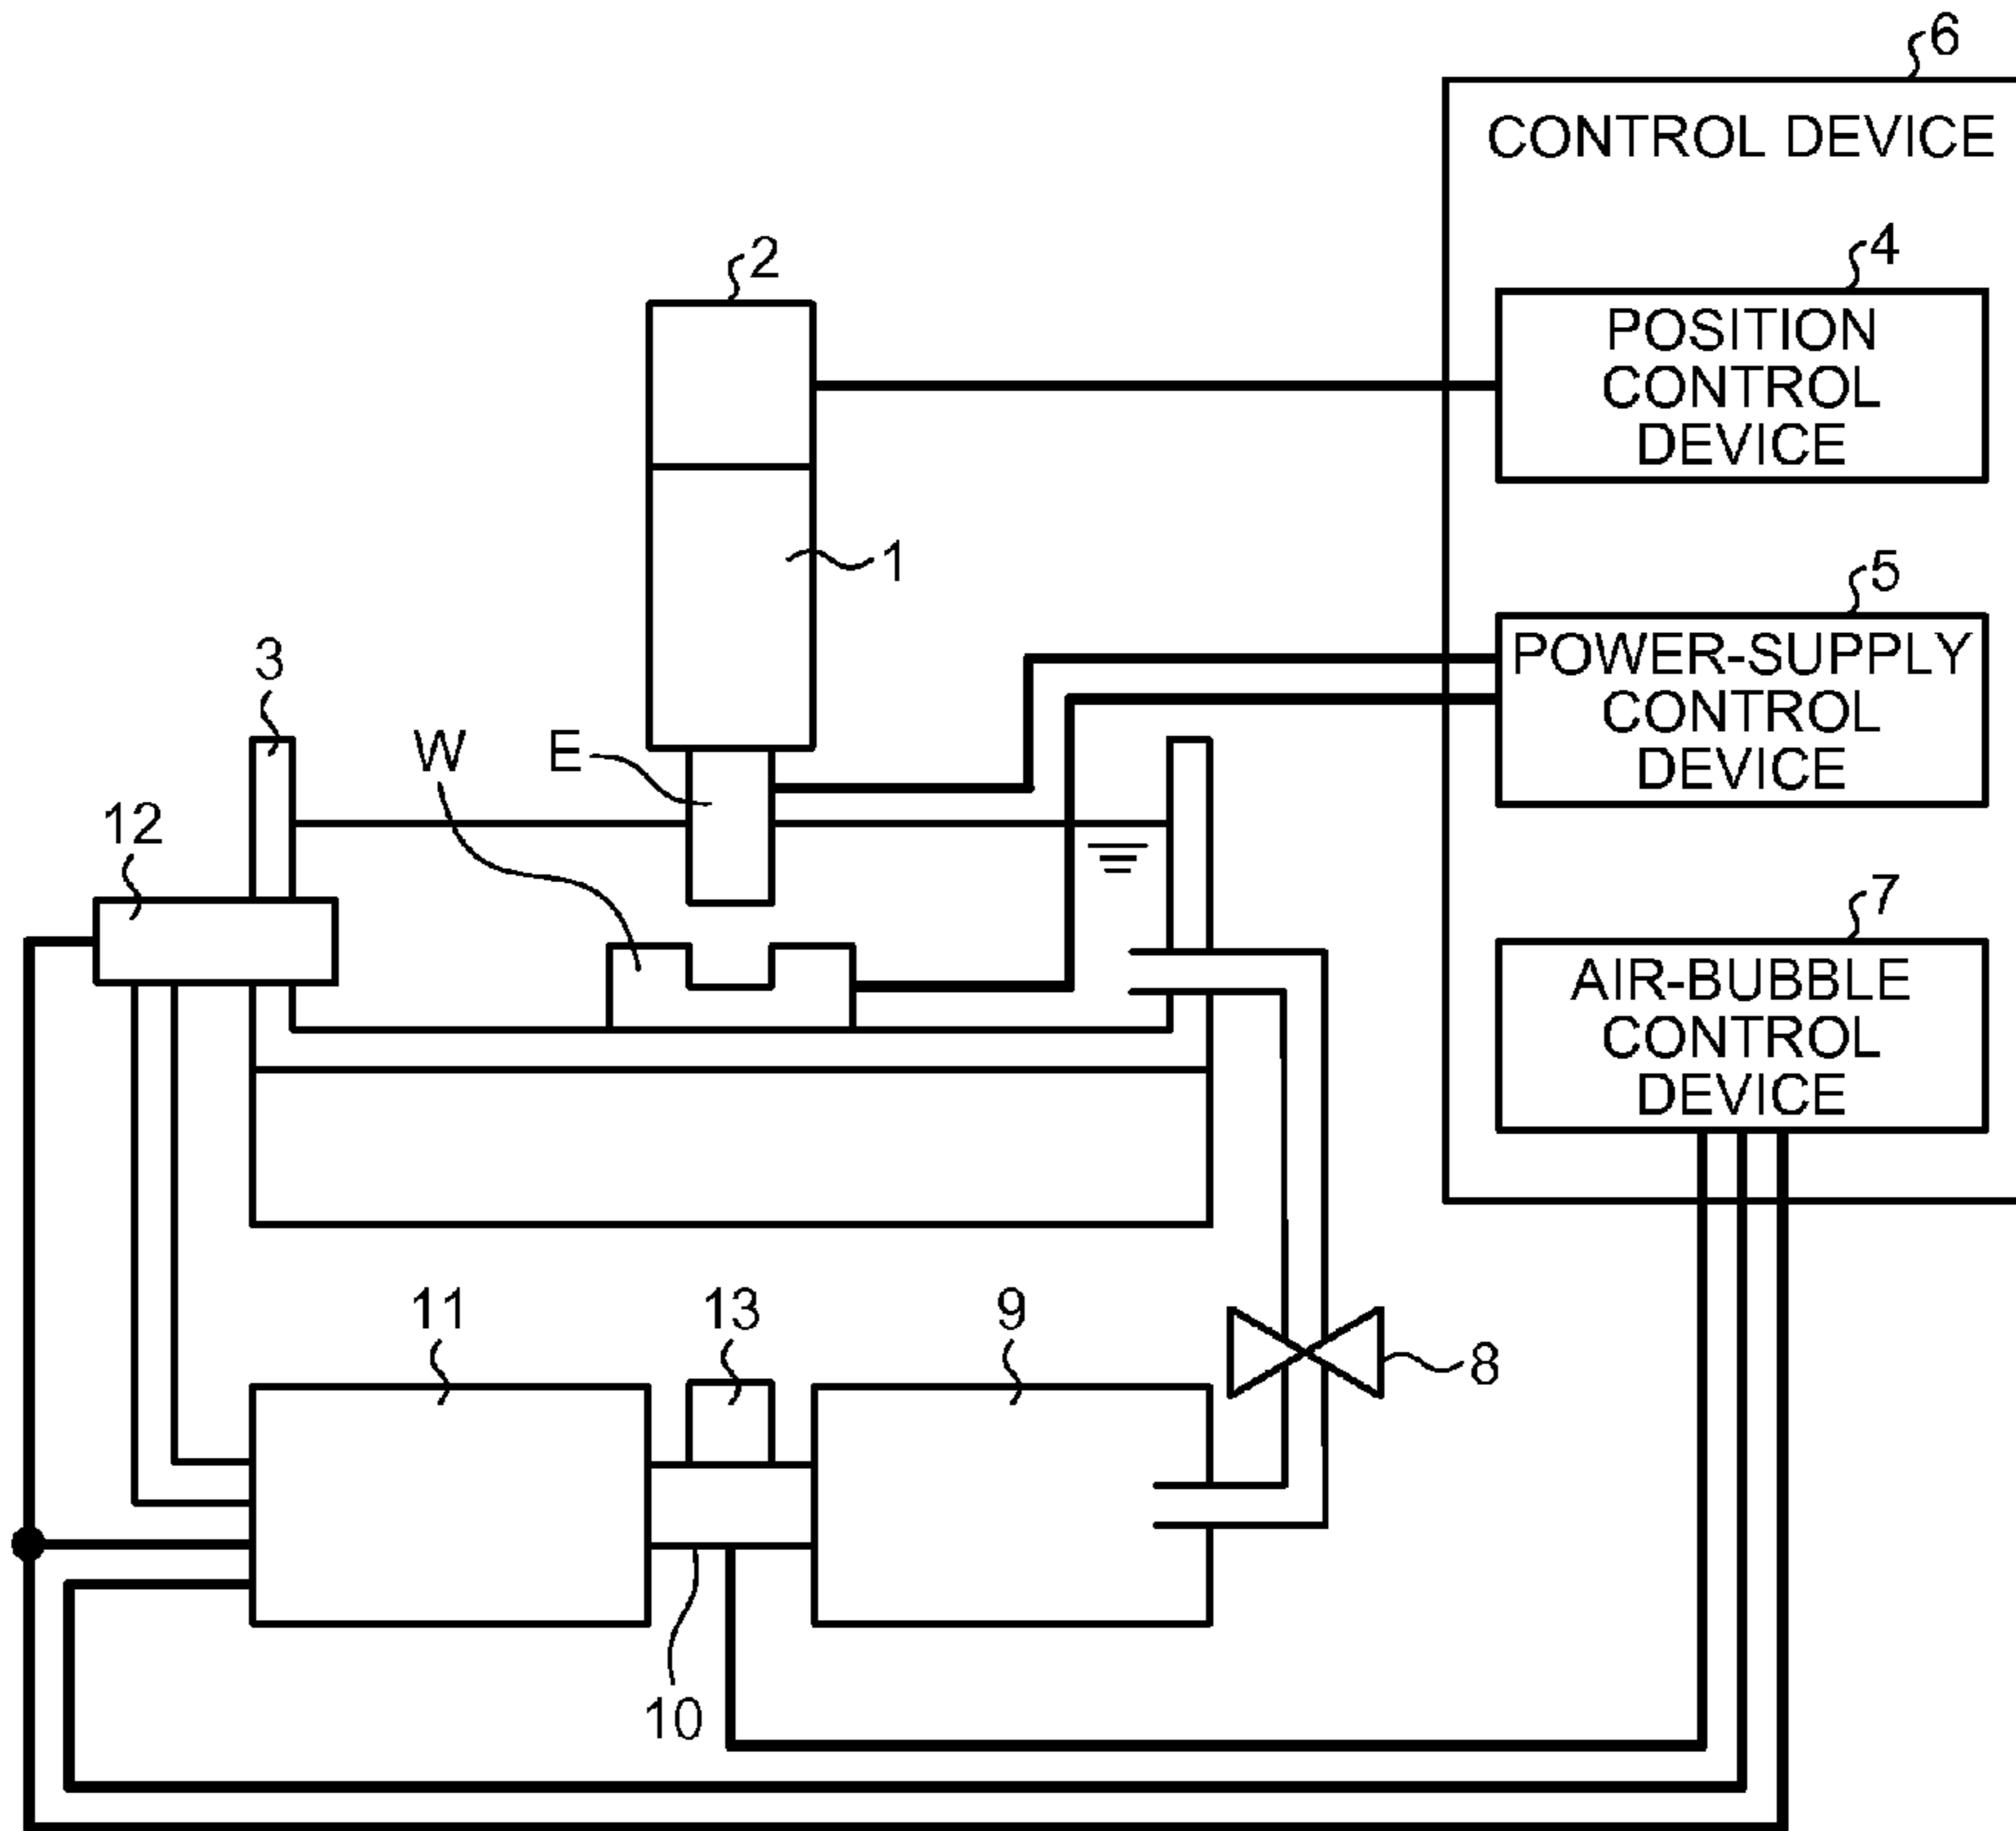 6
CONTROL DEVICE
2
4
POSITION
CONTROL
DEVICE
1
5
POWER-SUPPLY
CONTROL
DEVICE
3
W
E
12
7
AIR-BUBBLE
CONTROL
DEVICE
11
13
9
8
10